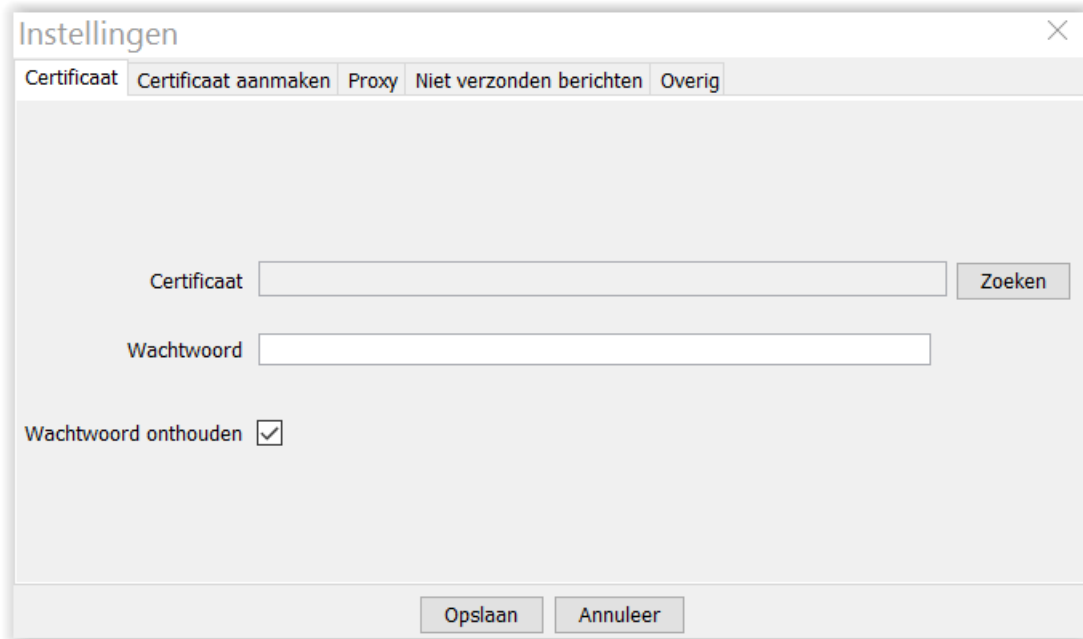 Instellingen
Certificaat Certificaat aanmaken Proxy Niet verzonden berichten Overig
Certificaat Zoeken
Wachtwoord
Wachtwoord onthouden
Opslaan Annuleer